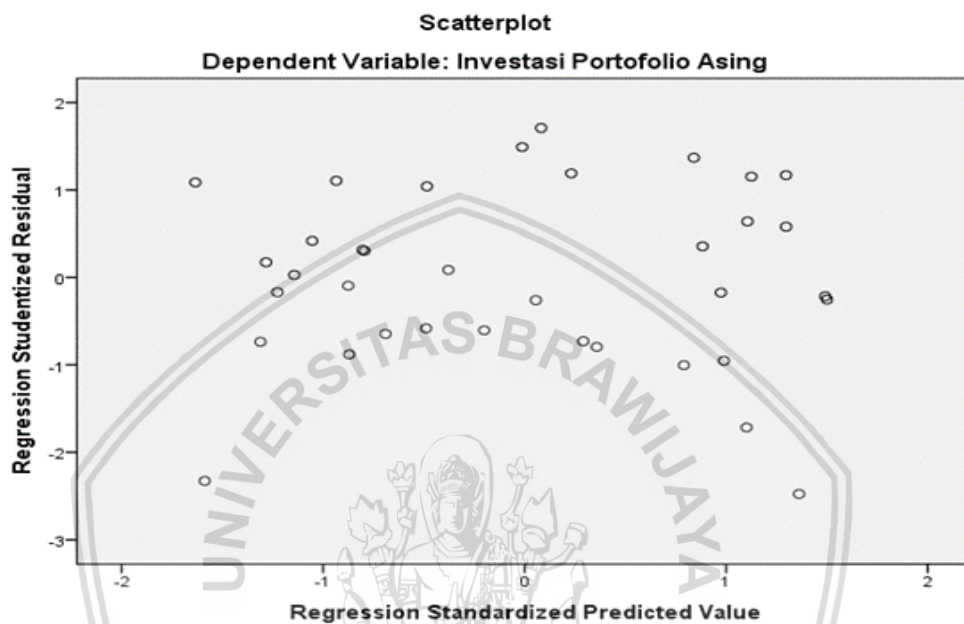 Scatterplot
Dependent Variable: Investasi Portofolio Asing
Regression Studentized Residual
2
1
0
-1
-2
-3
UNIVERSITAS BRAWIJAYA
-2
-1
0
1
2
Regression Standardized Predicted Value